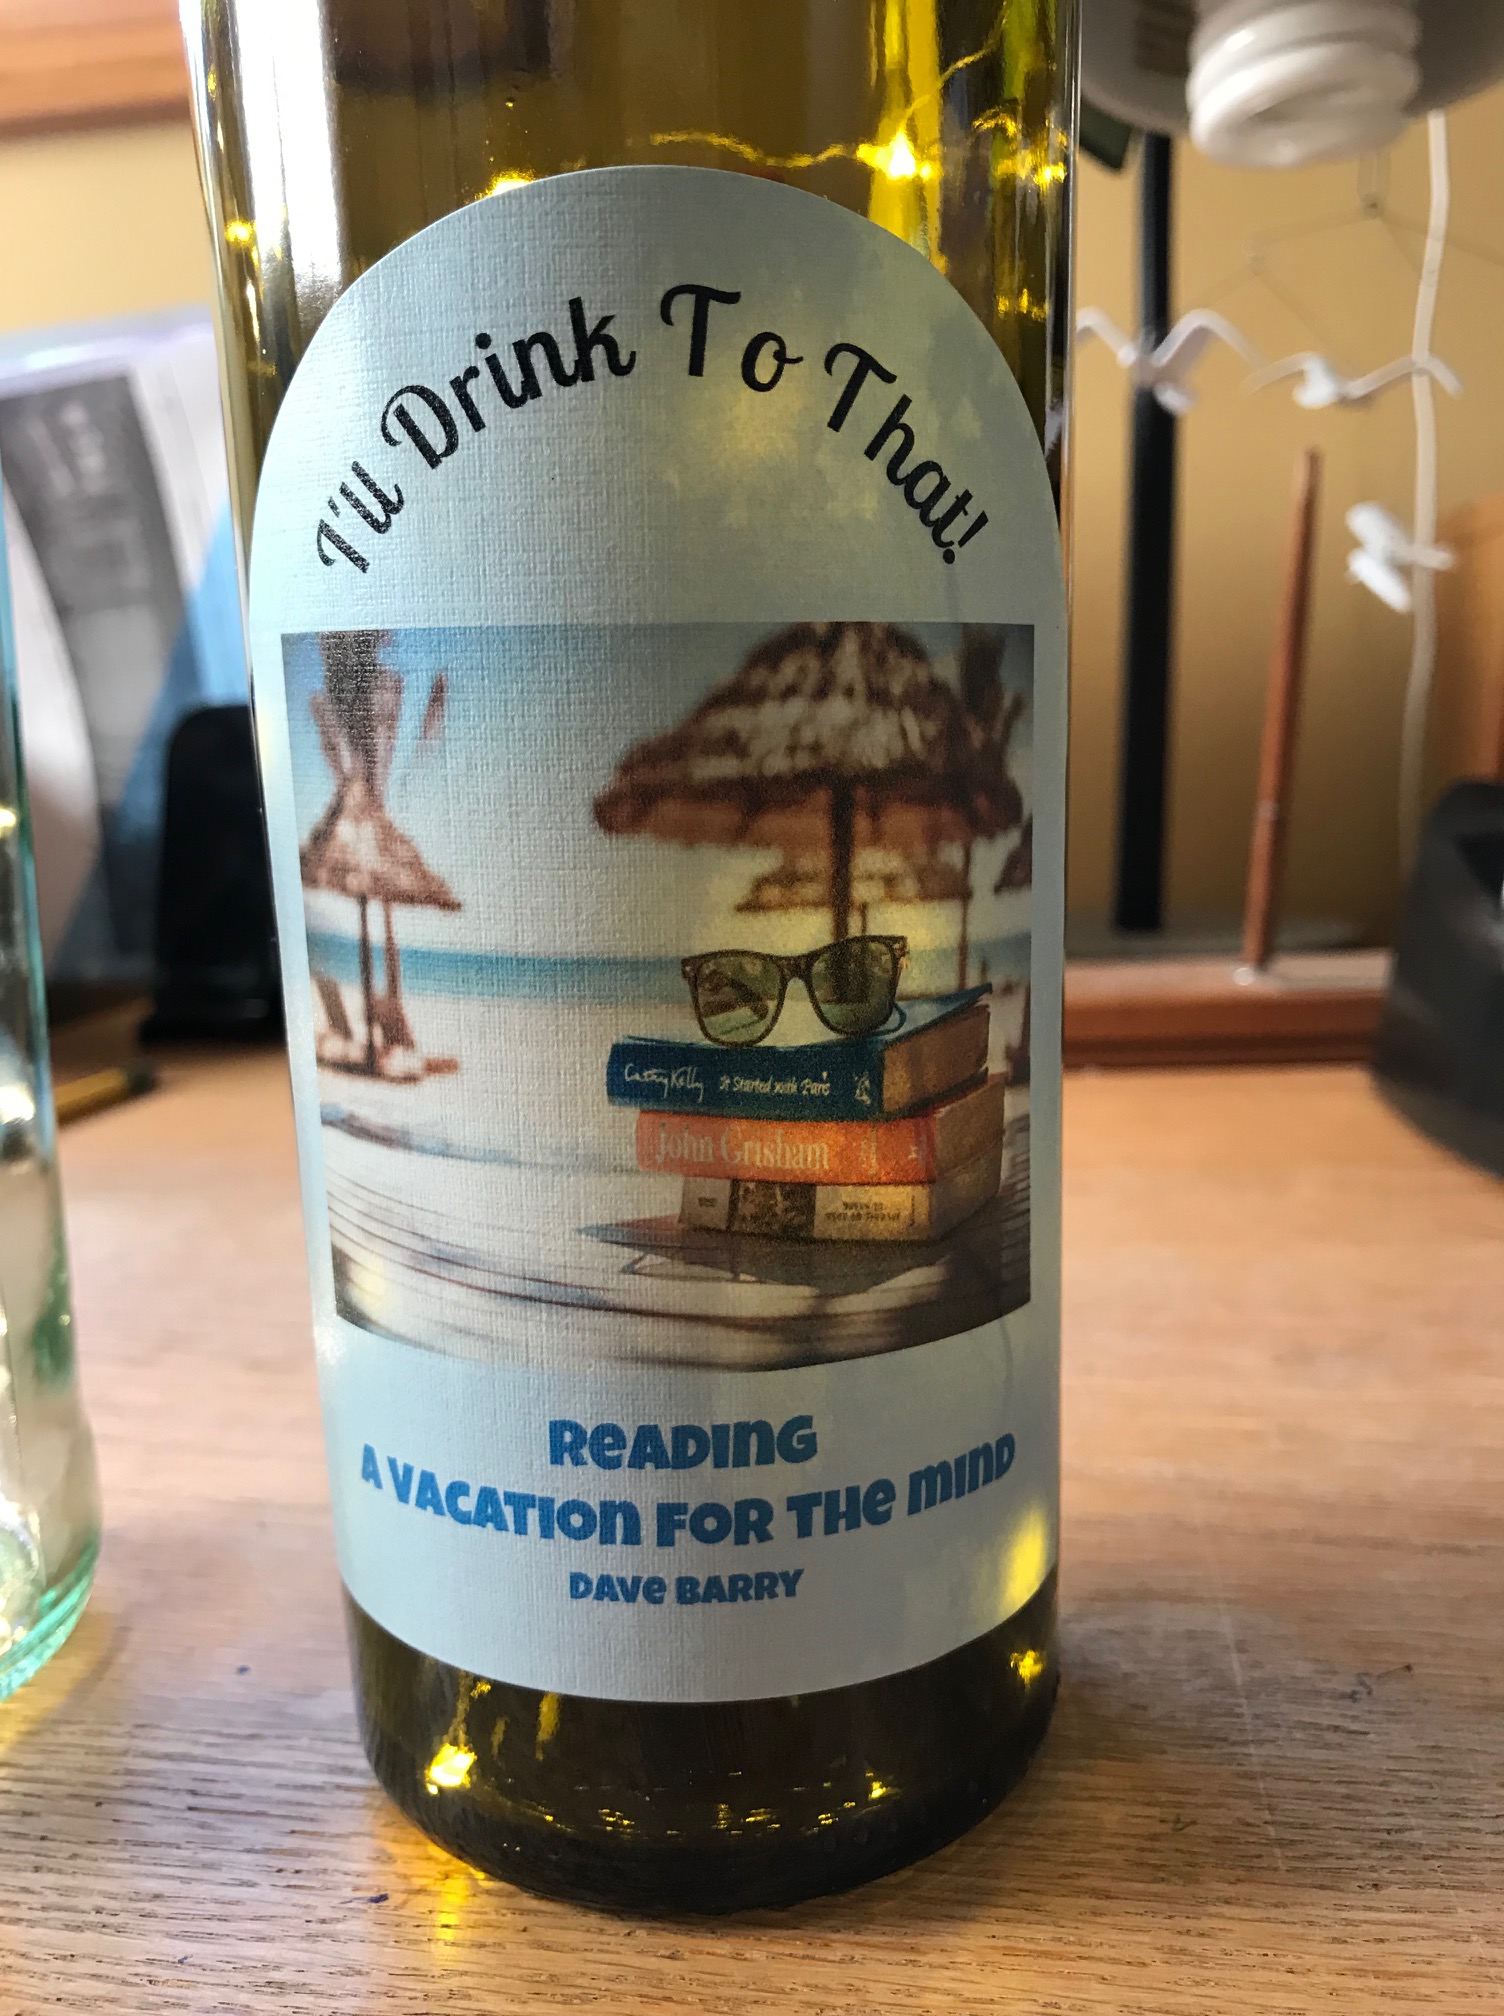 I'll Drink To That!
Cathy Kelly It Started with Paris
John Grisham
READING
A VACATION FOR THE MIND
DAVE BARRY